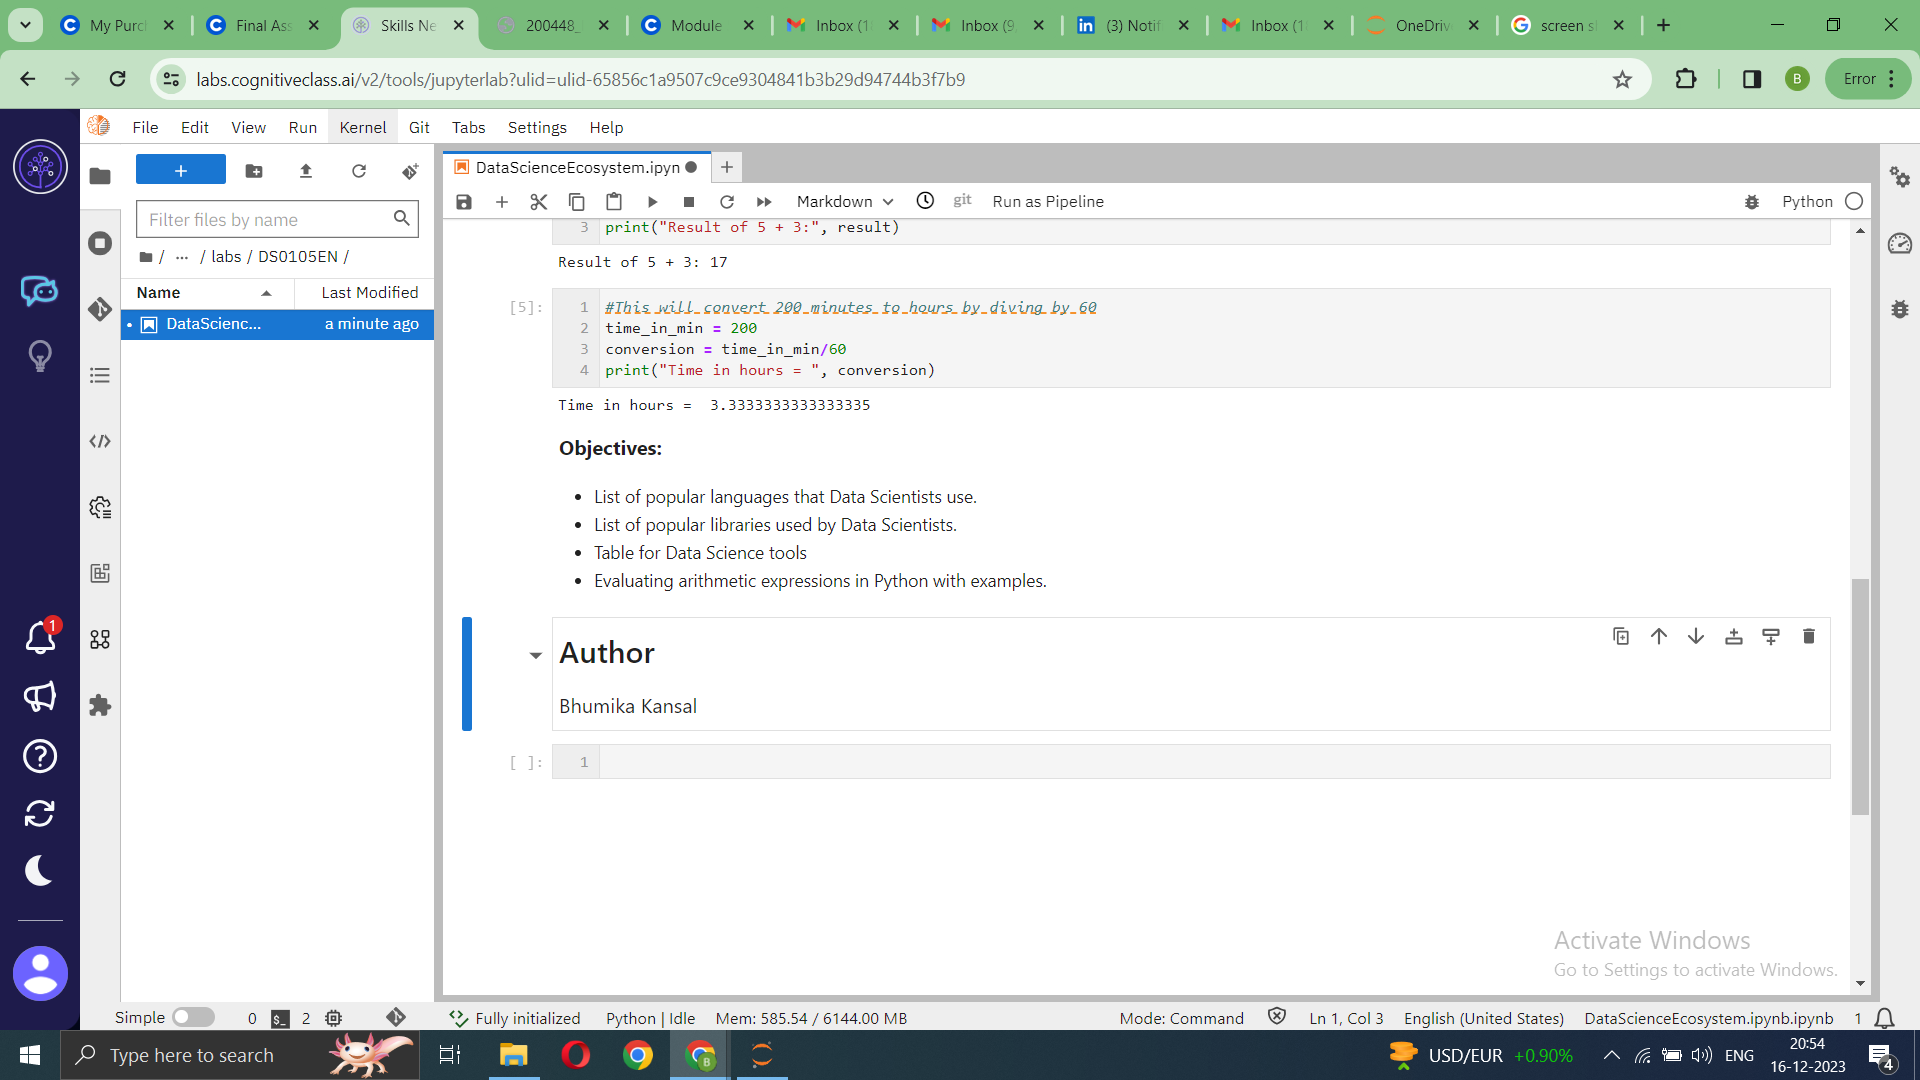 My Purc
Final Ass
Skills Ne
200448_
Module
Inbox (1
Inbox (9,
(3) Notif
Inbox (1
OneDriv
screen s
labs.cognitiveclass.ai/v2/tools/jupyterlab?ulid=ulid-65856c1a9507c9ce9304841b3b29d94744b3f7b9
B
Error
File Edit View Run Kernel Git Tabs Settings Help
DataScienceEcosystem.ipyn
Markdown
git
Run as Pipeline
Python
Filter files by name
/ ... / labs / DS0105EN /
Name
Last Modified
DataScienc...
a minute ago
3 print("Result of 5 + 3:", result)
Result of 5 + 3: 17
[5]:
1 #This will convert 200 minutes to hours by diving by 60
2 time_in_min = 200
3 conversion = time_in_min/60
4 print("Time in hours = ", conversion)
Time in hours =  3.3333333333333335
Objectives:
• List of popular languages that Data Scientists use.
• List of popular libraries used by Data Scientists.
• Table for Data Science tools
• Evaluating arithmetic expressions in Python with examples.
Author
Bhumika Kansal
[ ]: 1
1
Activate Windows
Go to Settings to activate Windows.
Simple
0
$_
2
Fully initialized
Python | Idle
Mem: 585.54 / 6144.00 MB
Mode: Command
Ln 1, Col 3
English (United States)
DataScienceEcosystem.ipynb.ipynb
1
Type here to search
B
USD/EUR +0.90%
ENG
20:54
16-12-2023
4